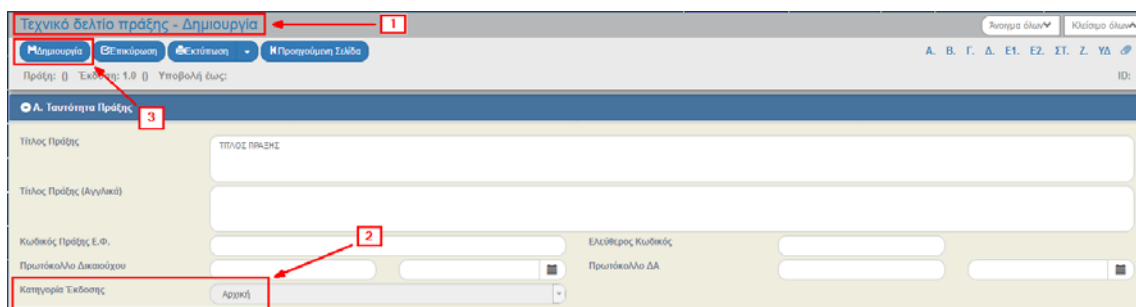 Τεχνικό δελτίο πράξης - Δημιουργία 1 Άνοιγμα όλων Κλείσιμο όλων
Δημιουργία Επικύρωση Εκτύπωση Προηγούμενη Σελίδα Α. Β. Γ. Δ. Ε1. Ε2. ΣΤ. Ζ. ΥΔ
Πράξη: () Έκδοση: 1.0 () Υποβολή έως: ID:
3
Α. Ταυτότητα Πράξης
Τίτλος Πράξης ΤΙΤΛΟΣ ΠΡΑΞΗΣ
Τίτλος Πράξης (Αγγλικά)
Κωδικός Πράξης Ε.Φ. 2 Ελεύθερος Κωδικός
Πρωτόκολλο Δικαιούχου Πρωτόκολλο ΔΑ
Κατηγορία Έκδοσης Αρχική